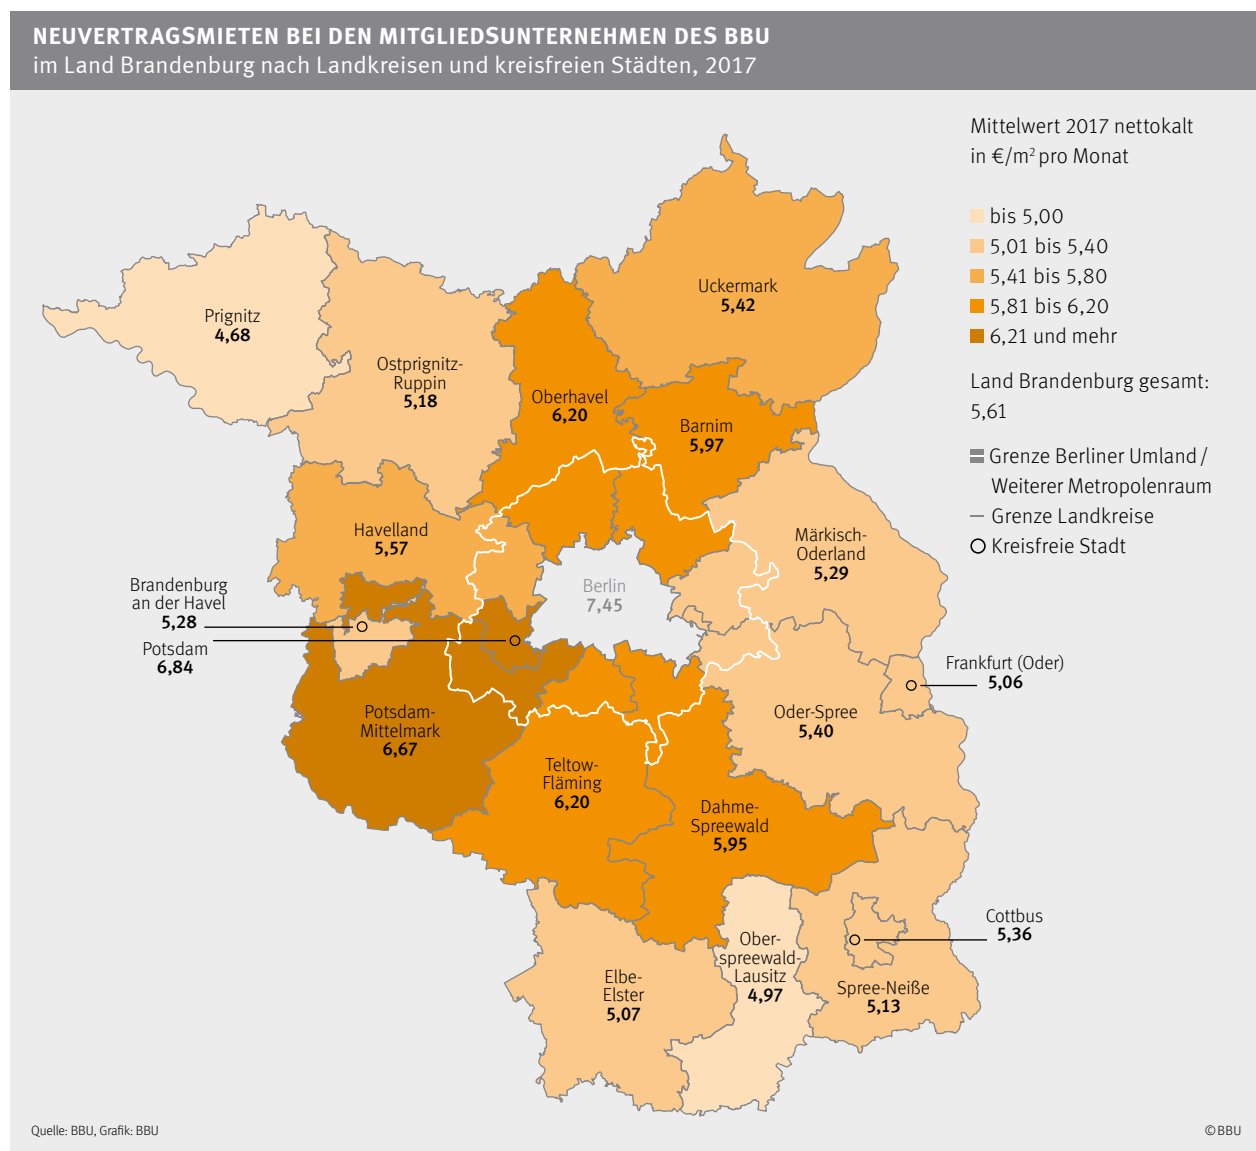 NEUVERTRAGSMIETEN BEI DEN MITGLIEDSUNTERNEHMEN DES BBU
im Land Brandenburg nach Landkreisen und kreisfreien Städten, 2017
Mittelwert 2017 nettokalt
in €/m² pro Monat
bis 5,00
5,01 bis 5,40
5,41 bis 5,80
5,81 bis 6,20
6,21 und mehr
Land Brandenburg gesamt:
5,61
Grenze Berliner Umland /
Weiterer Metropolenraum
Grenze Landkreise
Kreisfreie Stadt
Uckermark
5,42
Prignitz
4,68
Ostprignitz-
Ruppin
5,18
Oberhavel
6,20
Barnim
5,97
Havelland
5,57
Märkisch-
Oderland
5,29
Berlin
7,45
Brandenburg
an der Havel
5,28
Potsdam
6,84
Frankfurt (Oder)
5,06
Potsdam-
Mittelmark
6,67
Oder-Spree
5,40
Teltow-
Fläming
6,20
Dahme-
Spreewald
5,95
Cottbus
5,36
Ober-
spreewald-
Lausitz
4,97
Elbe-
Elster
5,07
Spree-Neiße
5,13
Quelle: BBU, Grafik: BBU
© BBU